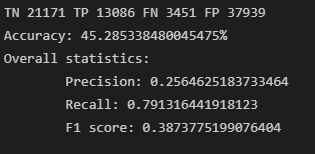 TN 21171 TP 13086 FN 3451 FP 37939
Accuracy: 45.285338480045475%
Overall statistics:
Precision: 0.2564625183733464
Recall: 0.791316441918123
F1 score: 0.3873775199076404